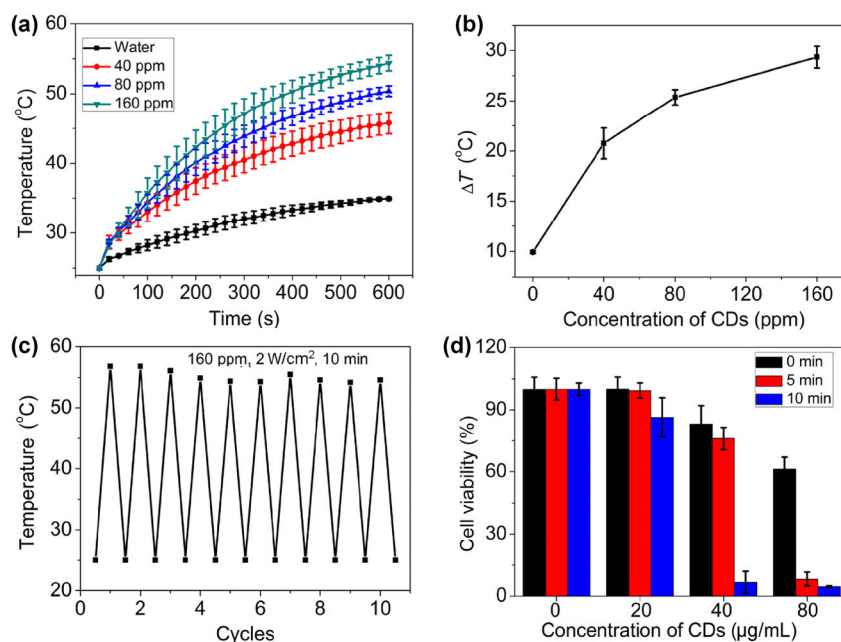 (a)
Temperature (°C)
60
50
40
30
Water
40 ppm
80 ppm
160 ppm
0 100 200 300 400 500 600
Time (s)
(b)
ΔT (°C)
30
25
20
15
10
0 40 80 120 160
Concentration of CDs (ppm)
(c)
160 ppm, 2 W/cm², 10 min
Temperature (°C)
60
50
40
30
20
0 2 4 6 8 10
Cycles
(d)
Cell viability (%)
120
90
60
30
0
0 min
5 min
10 min
0 20 40 80
Concentration of CDs (µg/mL)